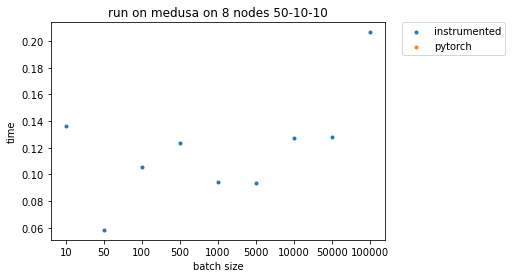 run on medusa on 8 nodes 50-10-10
instrumented
pytorch
0.20
0.18
0.16
0.14
0.12
0.10
0.08
0.06
time
10 50 100 500 1000 5000 10000 50000 100000
batch size